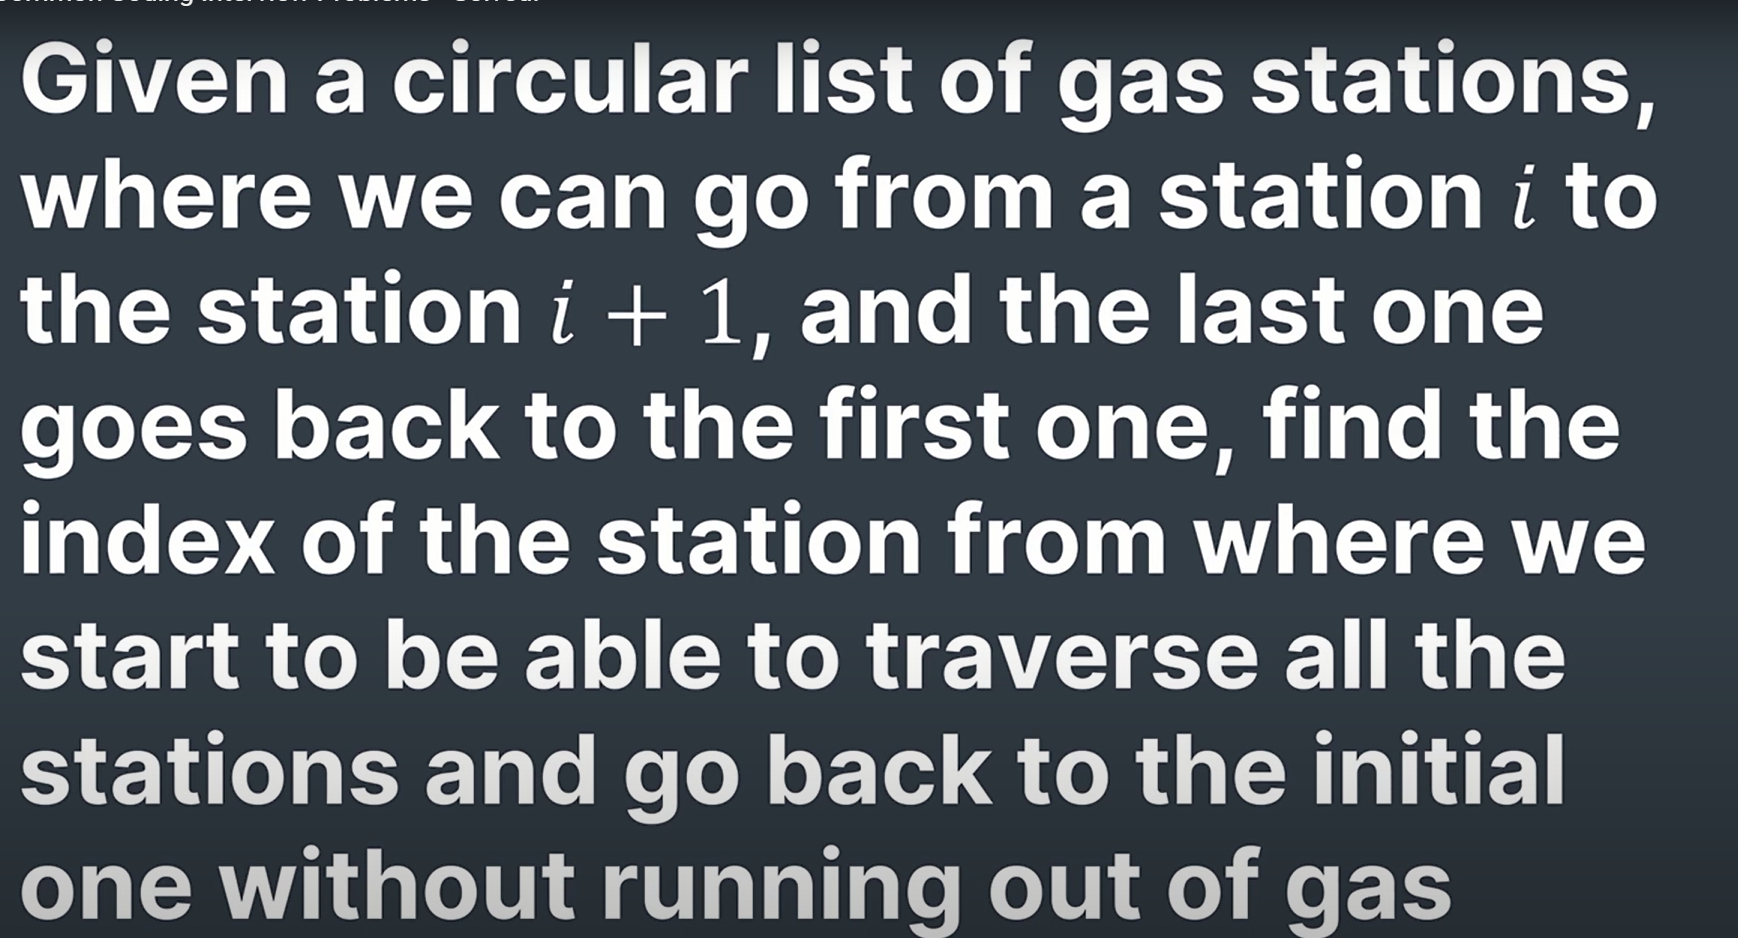 Given a circular list of gas stations,
where we can go from a station i to
the station i + 1, and the last one
goes back to the first one, find the
index of the station from where we
start to be able to traverse all the
stations and go back to the initial
one without running out of gas